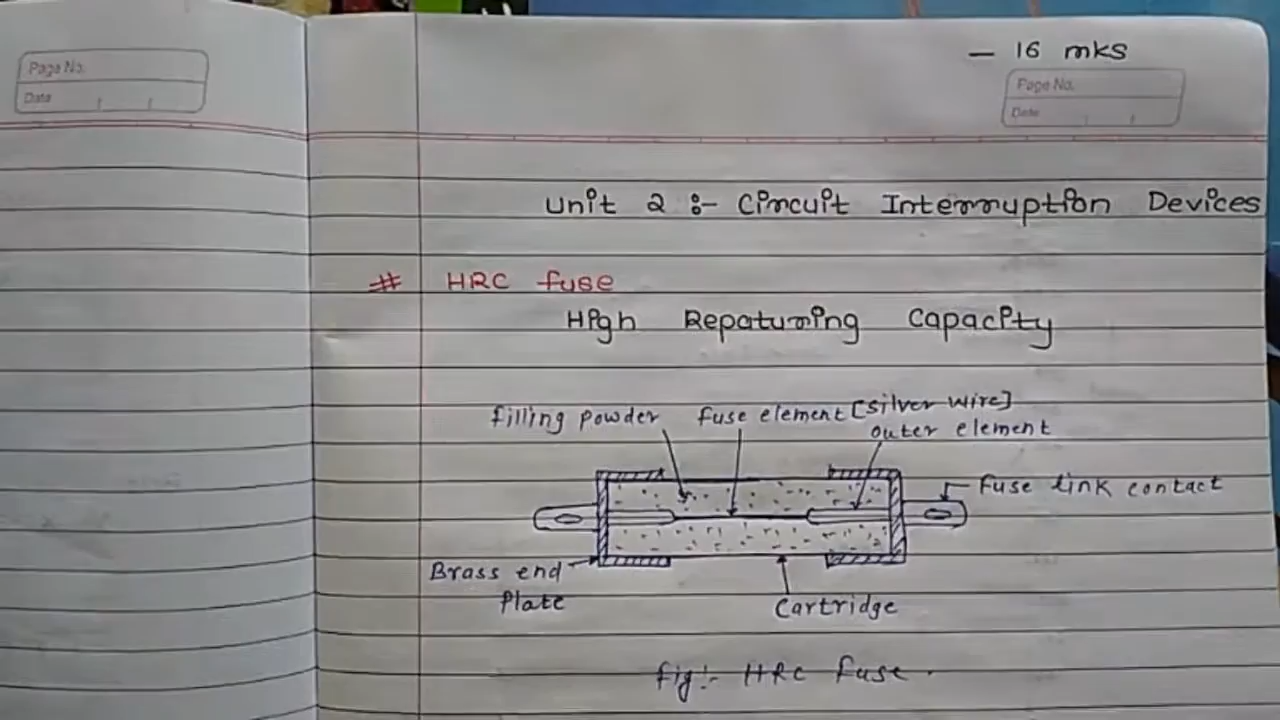 — 16 mks
Page No.
Date
Page No.
Date
Unit 2 :- Circuit Interruption Devices
# HRC fuse
High Repaturing Capacity
filling powder
fuse element [silver wire]
outer element
fuse link contact
Brass end
Plate
Cartridge
fig:- HRC fuse.